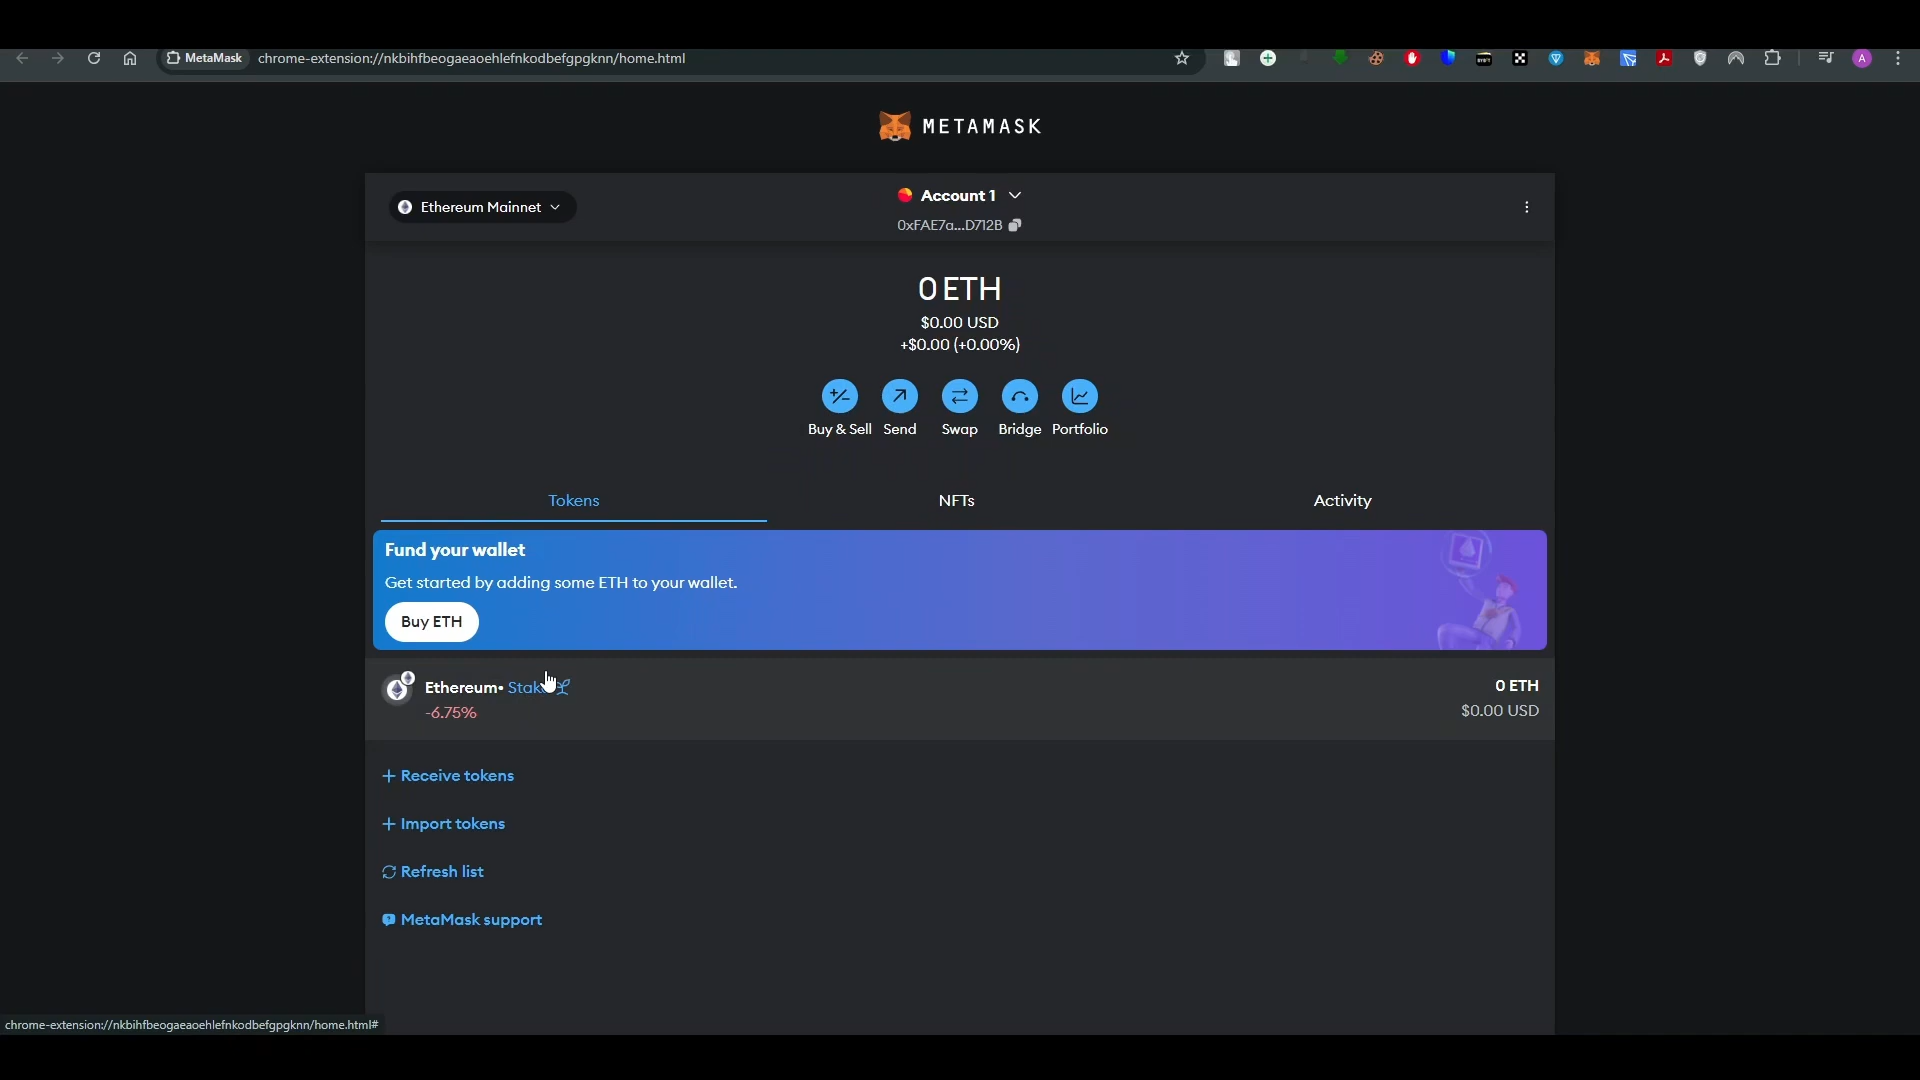 MetaMask
chrome-extension://nkbihfbeogaeaoehlefnkodbefgpgknn/home.html
A
METAMASK
Ethereum Mainnet
Account 1
0xFAE7a...D712B
0 ETH
$0.00 USD
+$0.00 (+0.00%)
Buy & Sell
Send
Swap
Bridge
Portfolio
Tokens
NFTs
Activity
Fund your wallet
Get started by adding some ETH to your wallet.
Buy ETH
Ethereum •
0 ETH
-6.75%
$0.00 USD
+ Receive tokens
+ Import tokens
Refresh list
MetaMask support
chrome-extension://nkbihfbeogaeaoehlefnkodbefgpgknn/home.html#